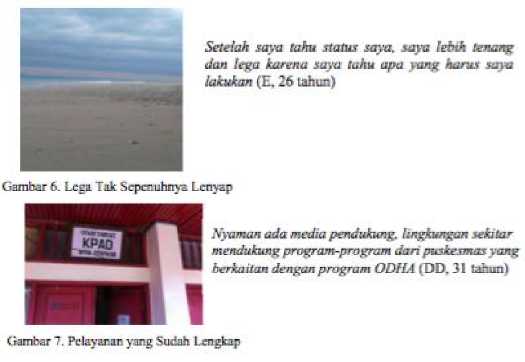 Setelah saya tahu status saya, saya lebih tenang
dan lega karena saya tahu apa yang harus saya
lakukan (E, 26 tahun)
Gambar 6. Lega Tak Sepenuhnya Lenyap
KPAD
Nyaman ada media pendukung, lingkungan sekitar
mendukung program-program dari puskesmas yang
berkaitan dengan program ODHA (DD, 31 tahun)
Gambar 7. Pelayanan yang Sudah Lengkap